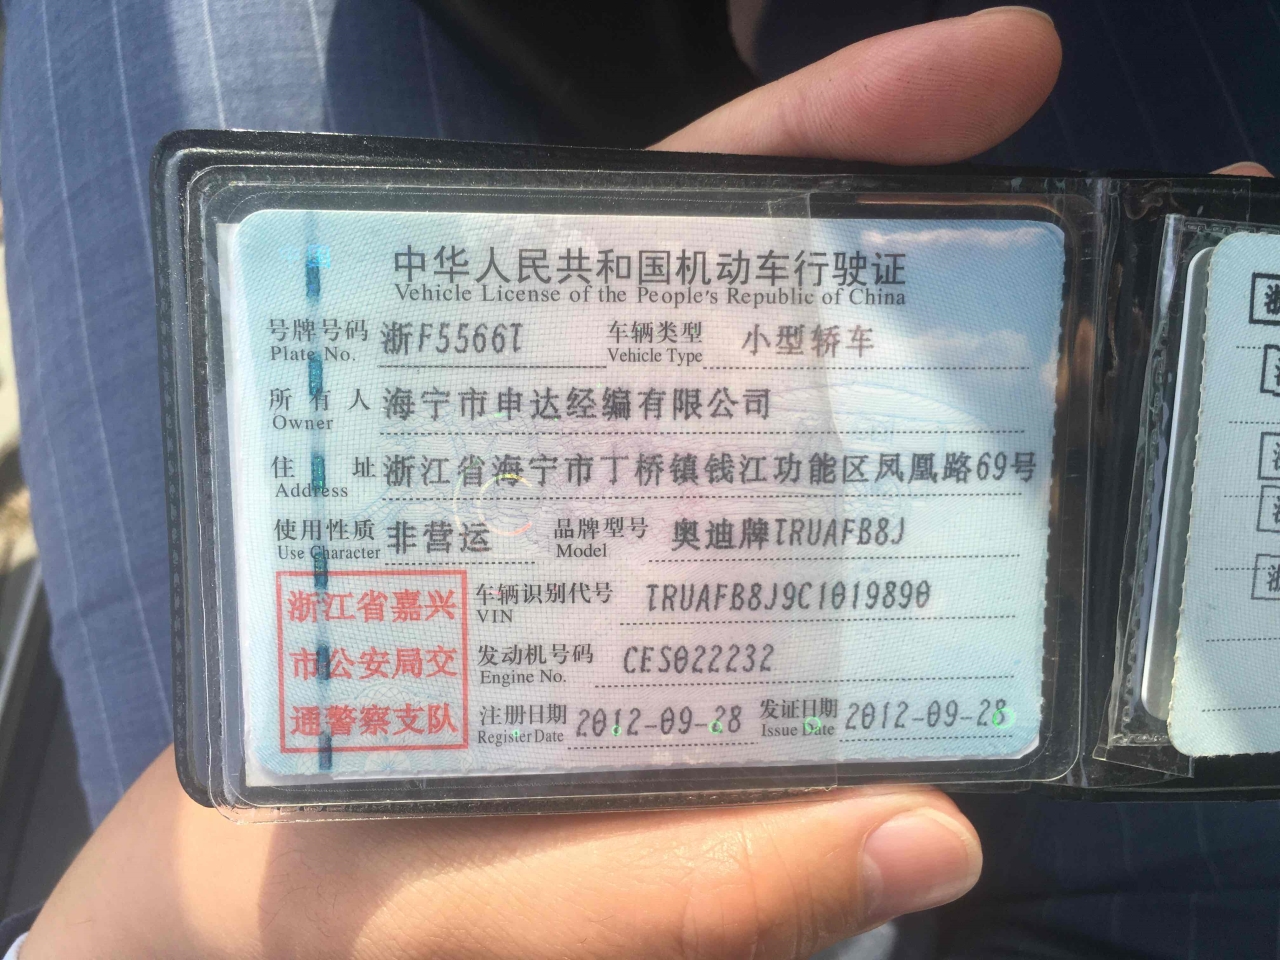 中华人民共和国机动车行驶证
Vehicle License of the People's Republic of China
号牌号码 浙F5566T 车辆类型 小型轿车
Plate No. Vehicle Type
所有人 海宁市申达经编有限公司
Owner
住址 浙江省海宁市丁桥镇钱江功能区凤凰路69号
Address
使用性质 非营运 品牌型号 奥迪牌TRUAFB8J
Use Character Model
浙江省嘉兴
市公安局交
通警察支队
车辆识别代号 TRUAFB8J9C1019890
VIN
发动机号码 CES022232
Engine No.
注册日期 2012-09-28 发证日期 2012-09-28
Register Date Issue Date